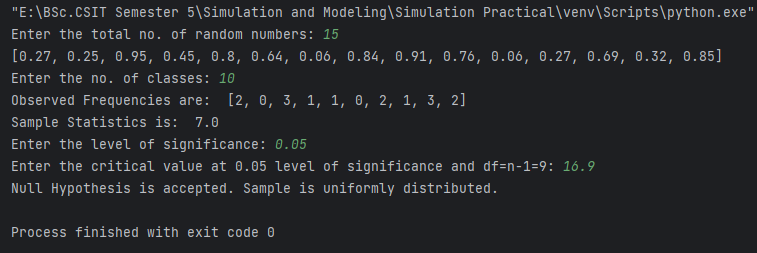 "E:\BSc.CSIT Semester 5\Simulation and Modeling\Simulation Practical\venv\Scripts\python.exe"
Enter the total no. of random numbers: 15
[0.27, 0.25, 0.95, 0.45, 0.8, 0.64, 0.06, 0.84, 0.91, 0.76, 0.06, 0.27, 0.69, 0.32, 0.85]
Enter the no. of classes: 10
Observed Frequencies are:  [2, 0, 3, 1, 1, 0, 2, 1, 3, 2]
Sample Statistics is:  7.0
Enter the level of significance: 0.05
Enter the critical value at 0.05 level of significance and df=n-1=9: 16.9
Null Hypothesis is accepted. Sample is uniformly distributed.
Process finished with exit code 0